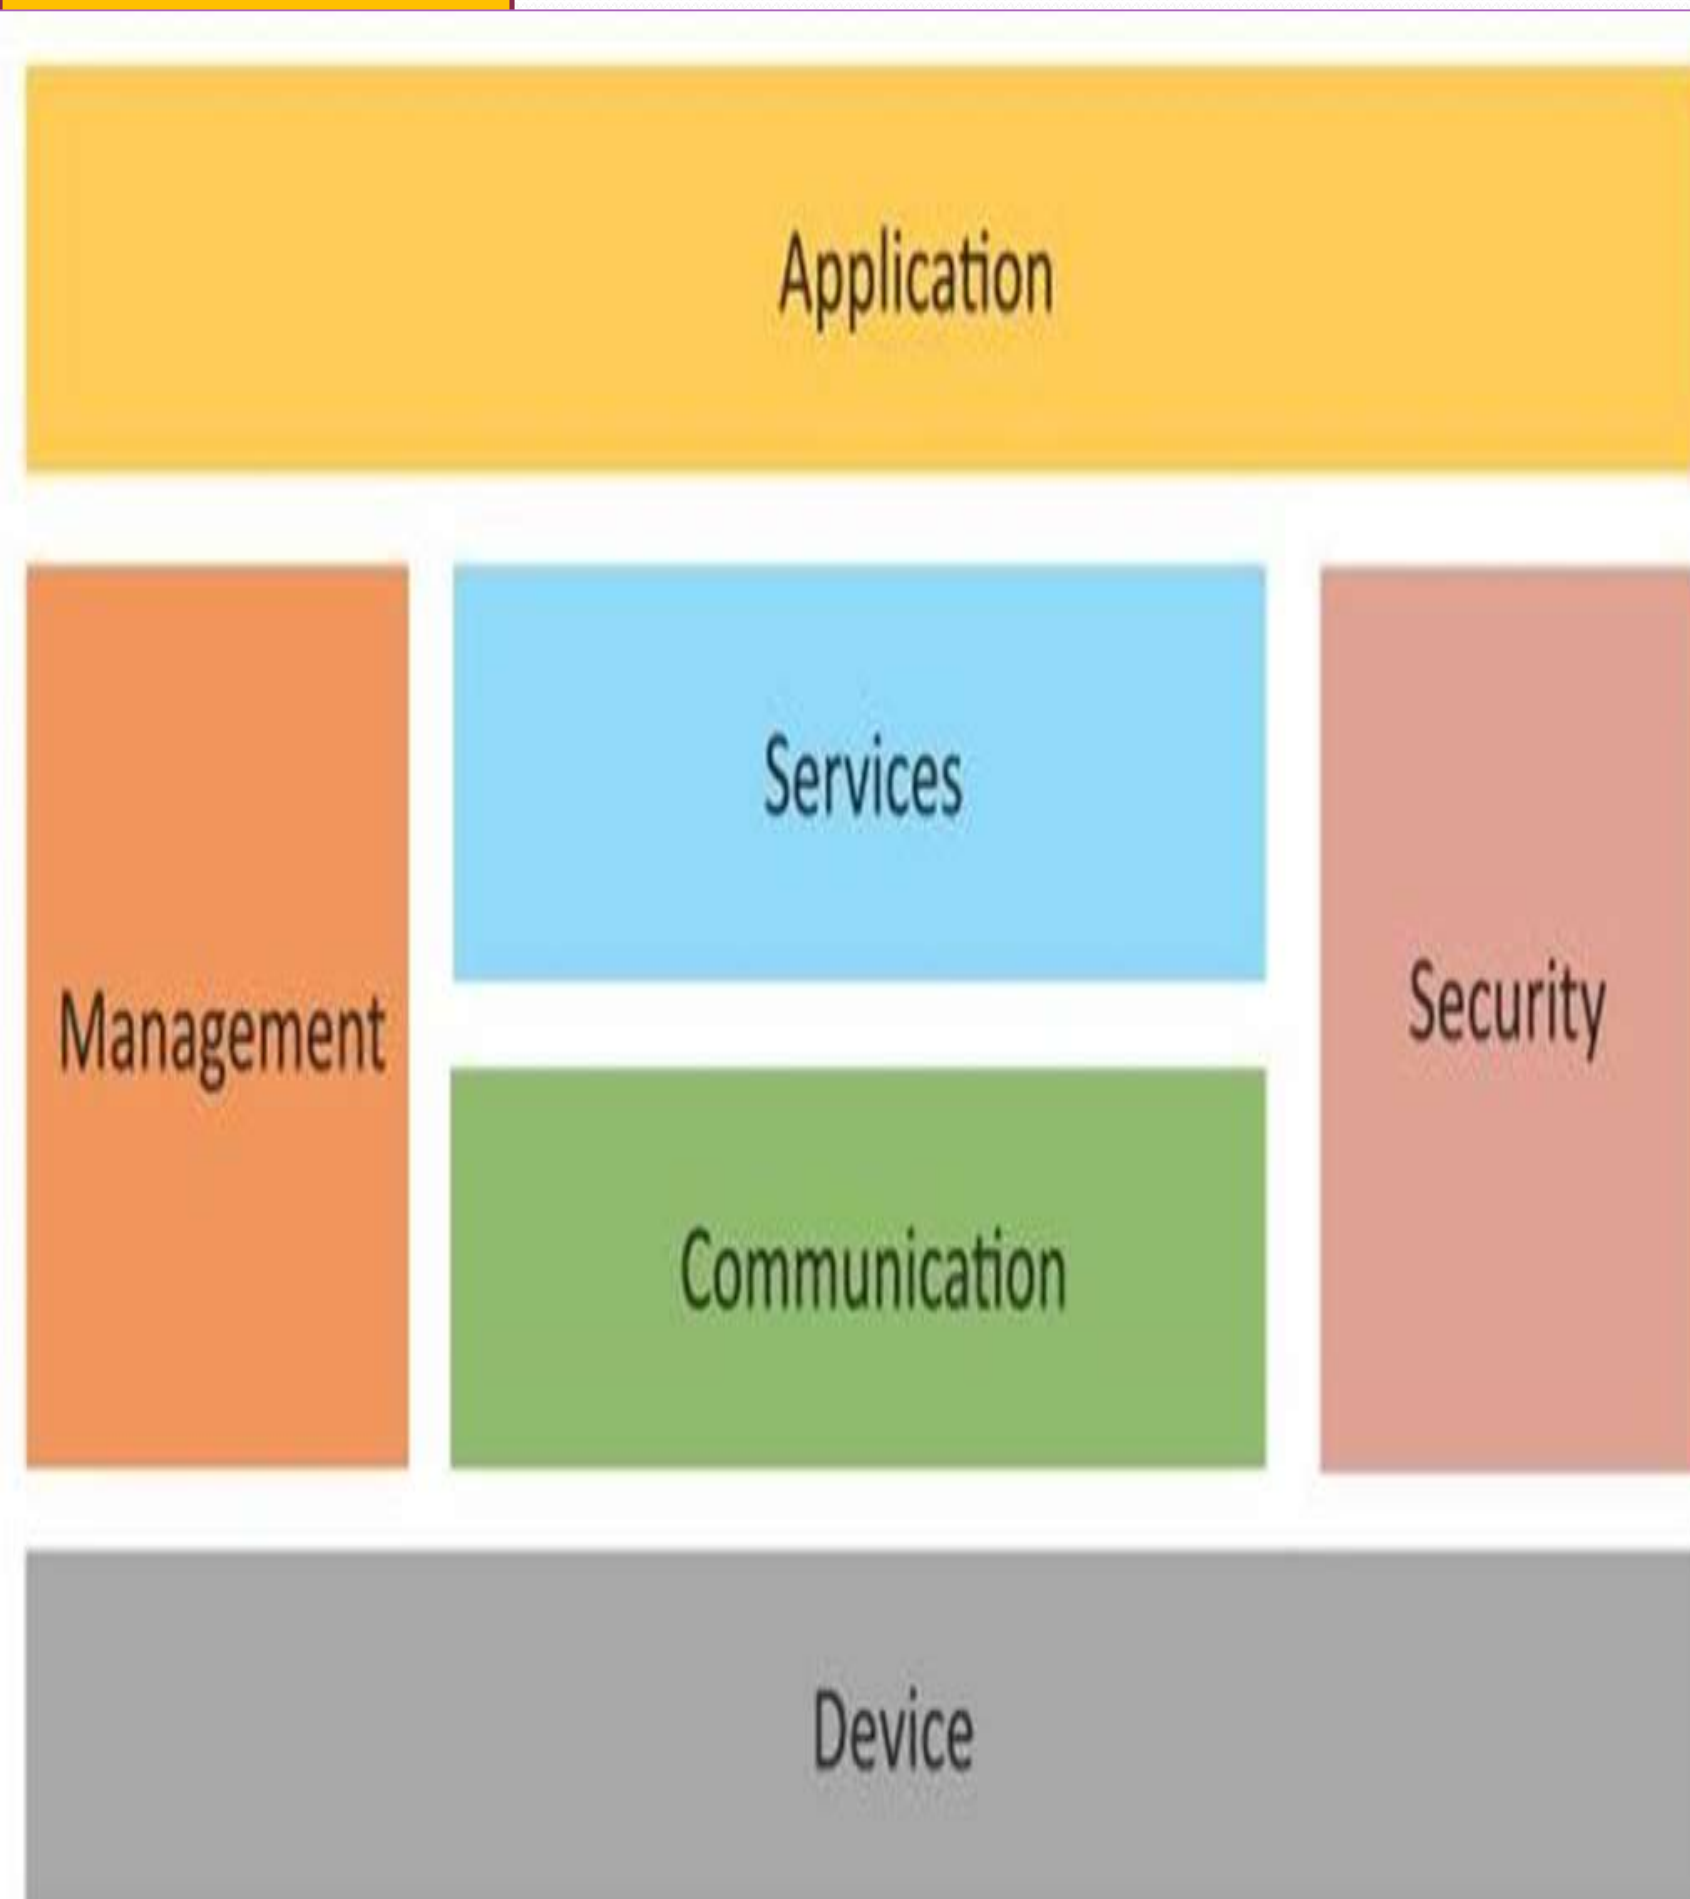 Application
Management
Services
Communication
Security
Device